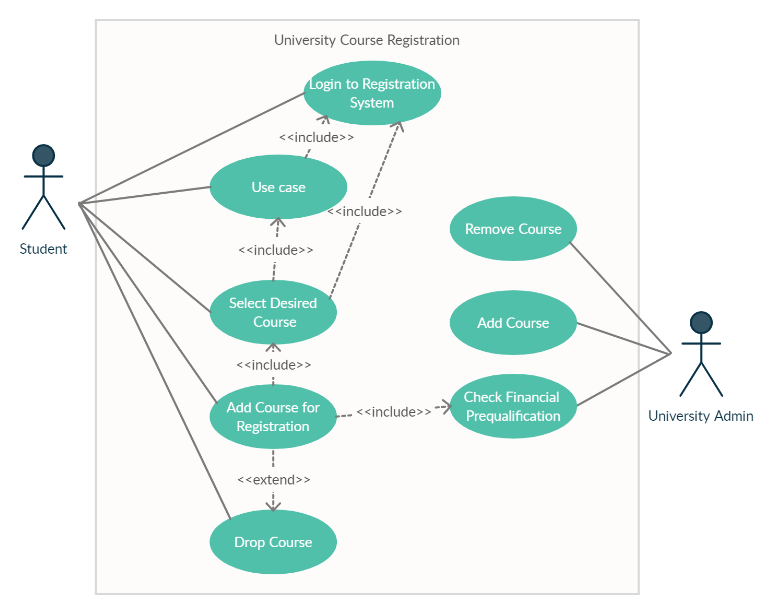 University Course Registration
Login to Registration
System
<<include>>
Use case
<<include>>
<<include>>
Select Desired
Course
<<include>>
Add Course for
Registration
<<include>>
<<extend>>
Drop Course
Remove Course
Add Course
Check Financial
Prequalification
Student
University Admin